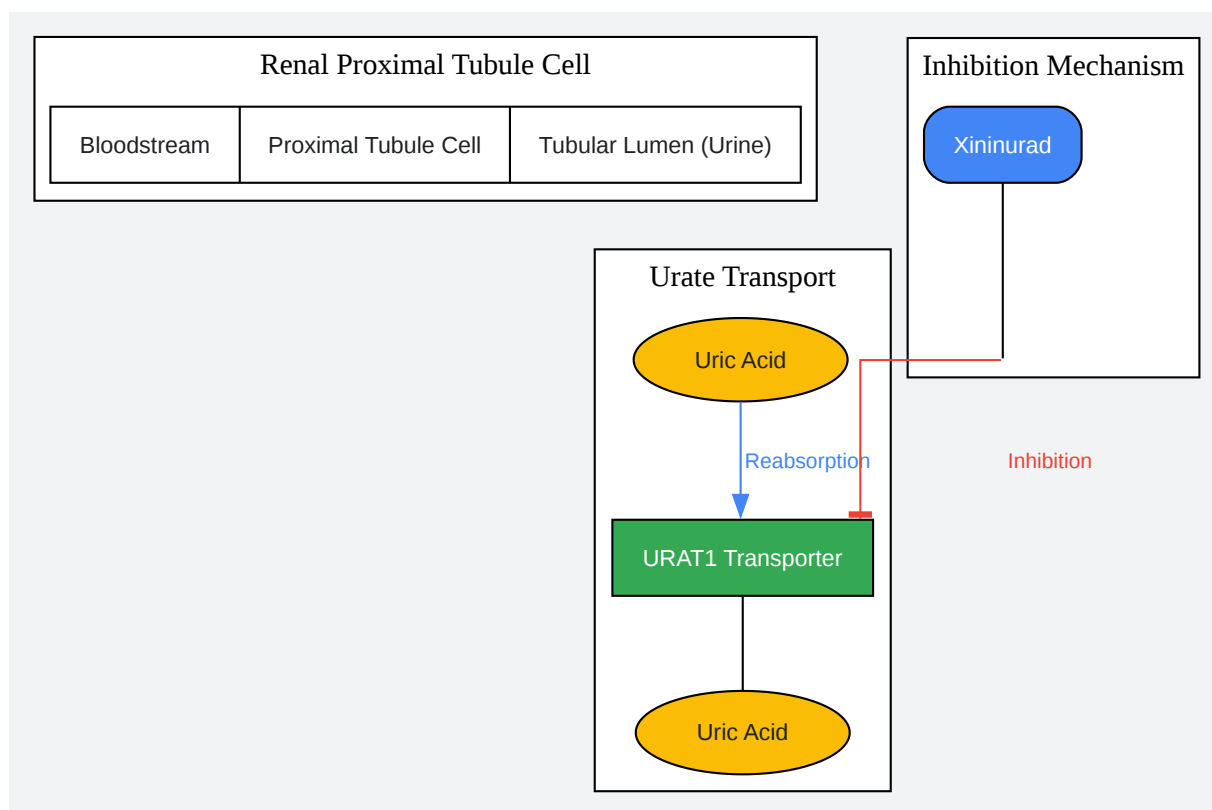 Renal Proximal Tubule Cell
Bloodstream
Proximal Tubule Cell
Tubular Lumen (Urine)
Inhibition Mechanism
Xininurad
Urate Transport
Uric Acid
Reabsorption
Inhibition
URAT1 Transporter
Uric Acid